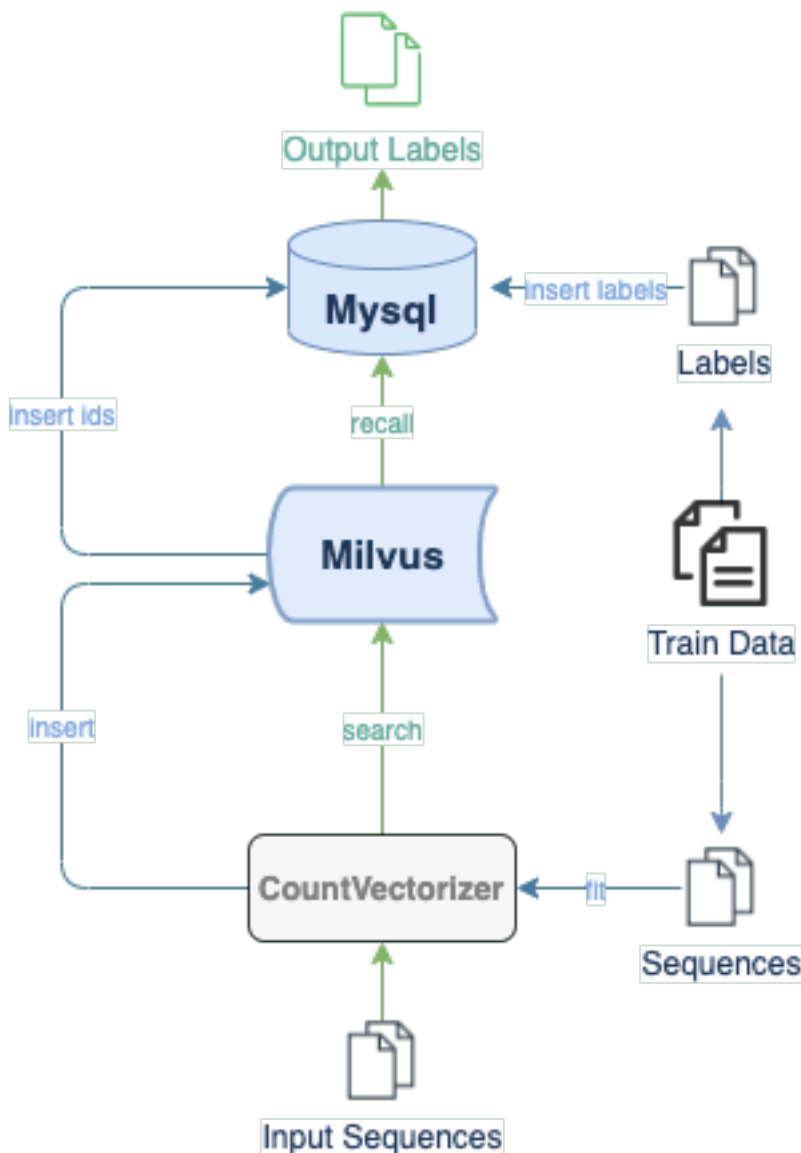 Output Labels
Mysql
insert labels
Labels
insert ids
recall
Milvus
Train Data
insert
search
CountVectorizer
fit
Sequences
Input Sequences